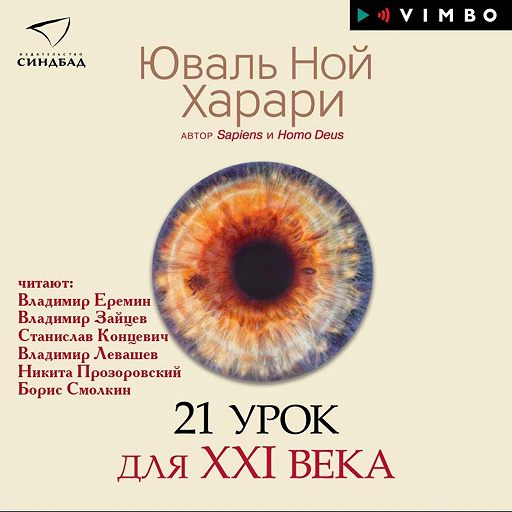 ИЗДАТЕЛЬСТВО
СИНДБАД
VIMBO
Юваль Ной
Харари
АВТОР Sapiens и Homo Deus
читают:
Владимир Еремин
Владимир Зайцев
Станислав Концевич
Владимир Левашев
Никита Прозоровский
Борис Смолкин
21 УРОК
ДЛЯ XXI ВЕКА